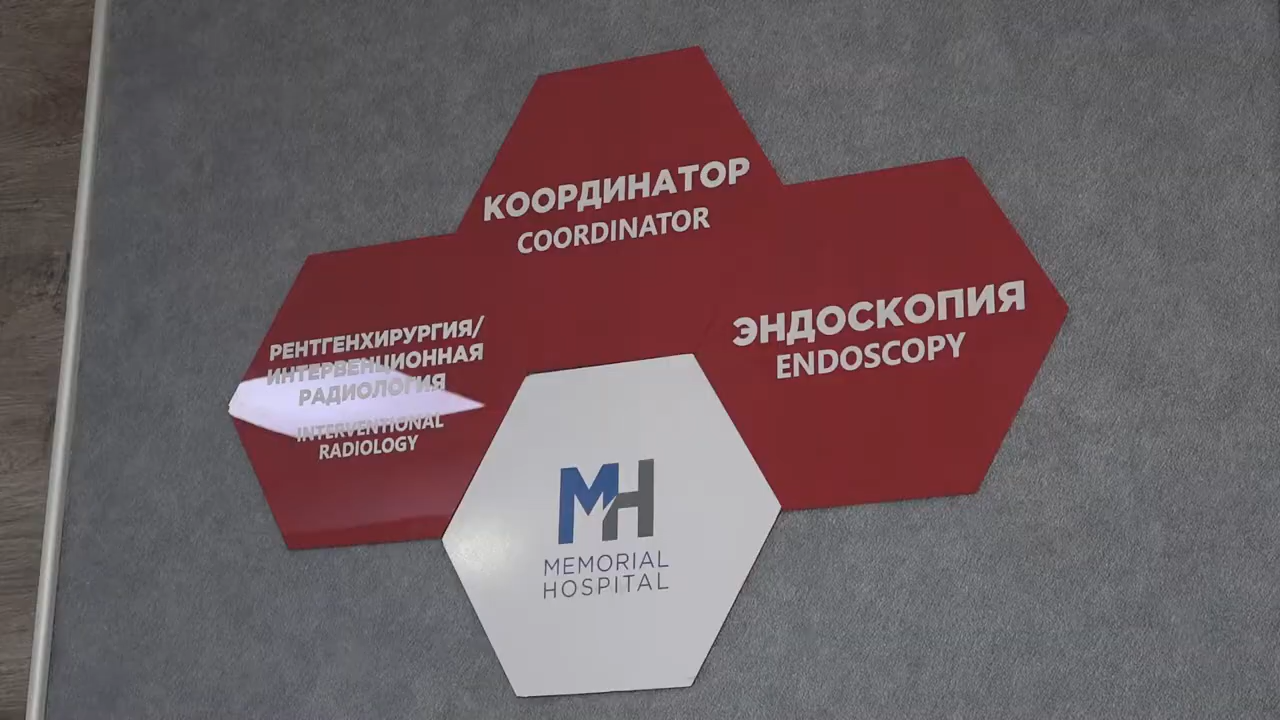 КООРДИНАТОР
COORDINATOR
РЕНТГЕНХИРУРГИЯ/
ИНТЕРВЕНЦИОННАЯ
РАДИОЛОГИЯ
INTERVENTIONAL
RADIOLOGY
ЭНДОСКОПИЯ
ENDOSCOPY
MH
MEMORIAL
HOSPITAL